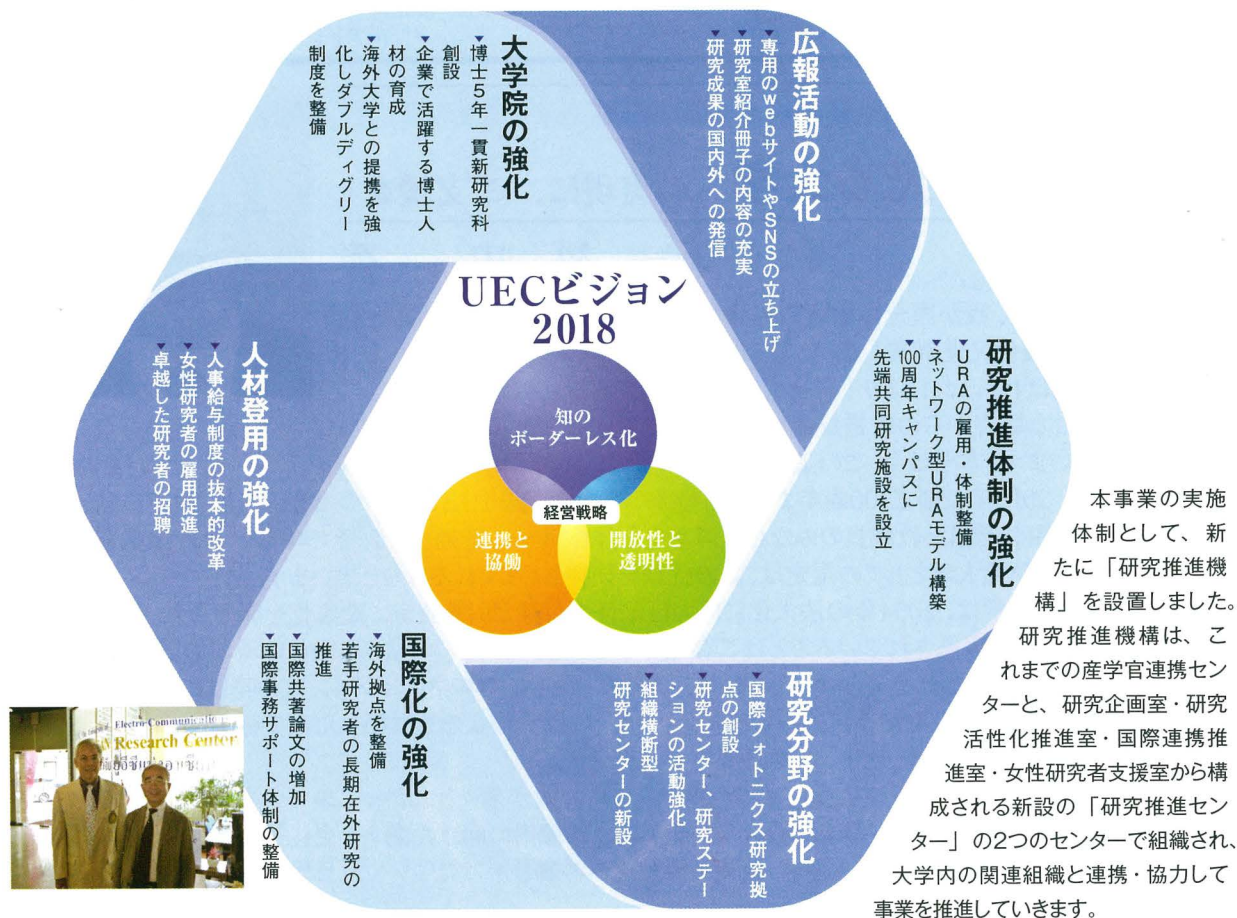 大学院の強化
▼博士5年一貫新研究科
創設
▼企業で活躍する博士人
材の育成
▼海外大学との提携を強
化しダブルディグリー
制度を整備
広報活動の強化
▼専用のwebサイトやSNSの立ち上げ
▼研究室紹介冊子の内容の充実
▼研究成果の国内外への発信
研究推進体制の強化
▼URAの雇用・体制整備
▼ネットワーク型URAモデル構築
▼100周年キャンパスに
先端共同研究施設を設立
研究分野の強化
▼国際フォトニクス研究拠
点の創設
▼研究センター、研究ステー
ションの活動強化
▼組織横断型
研究センターの新設
国際化の強化
▼海外拠点を整備
▼若手研究者の長期在外研究の
推進
▼国際共著論文の増加
▼国際事務サポート体制の整備
人材登用の強化
▼人事給与制度の抜本的改革
▼女性研究者の雇用促進
▼卓越した研究者の招聘
UECビジョン
2018
知の
ボーダーレス化
経営戦略
連携と
協働
開放性と
透明性
本事業の実施
体制として、新
たに「研究推進機
構」を設置しました。
研究推進機構は、こ
れまでの産学官連携セン
ターと、研究企画室・研究
活性化推進室・国際連携推
進室・女性研究者支援室から構
成される新設の「研究推進セン
ター」の2つのセンターで組織され、
大学内の関連組織と連携・協力して
事業を推進していきます。
Electro-Communicati
Research Center